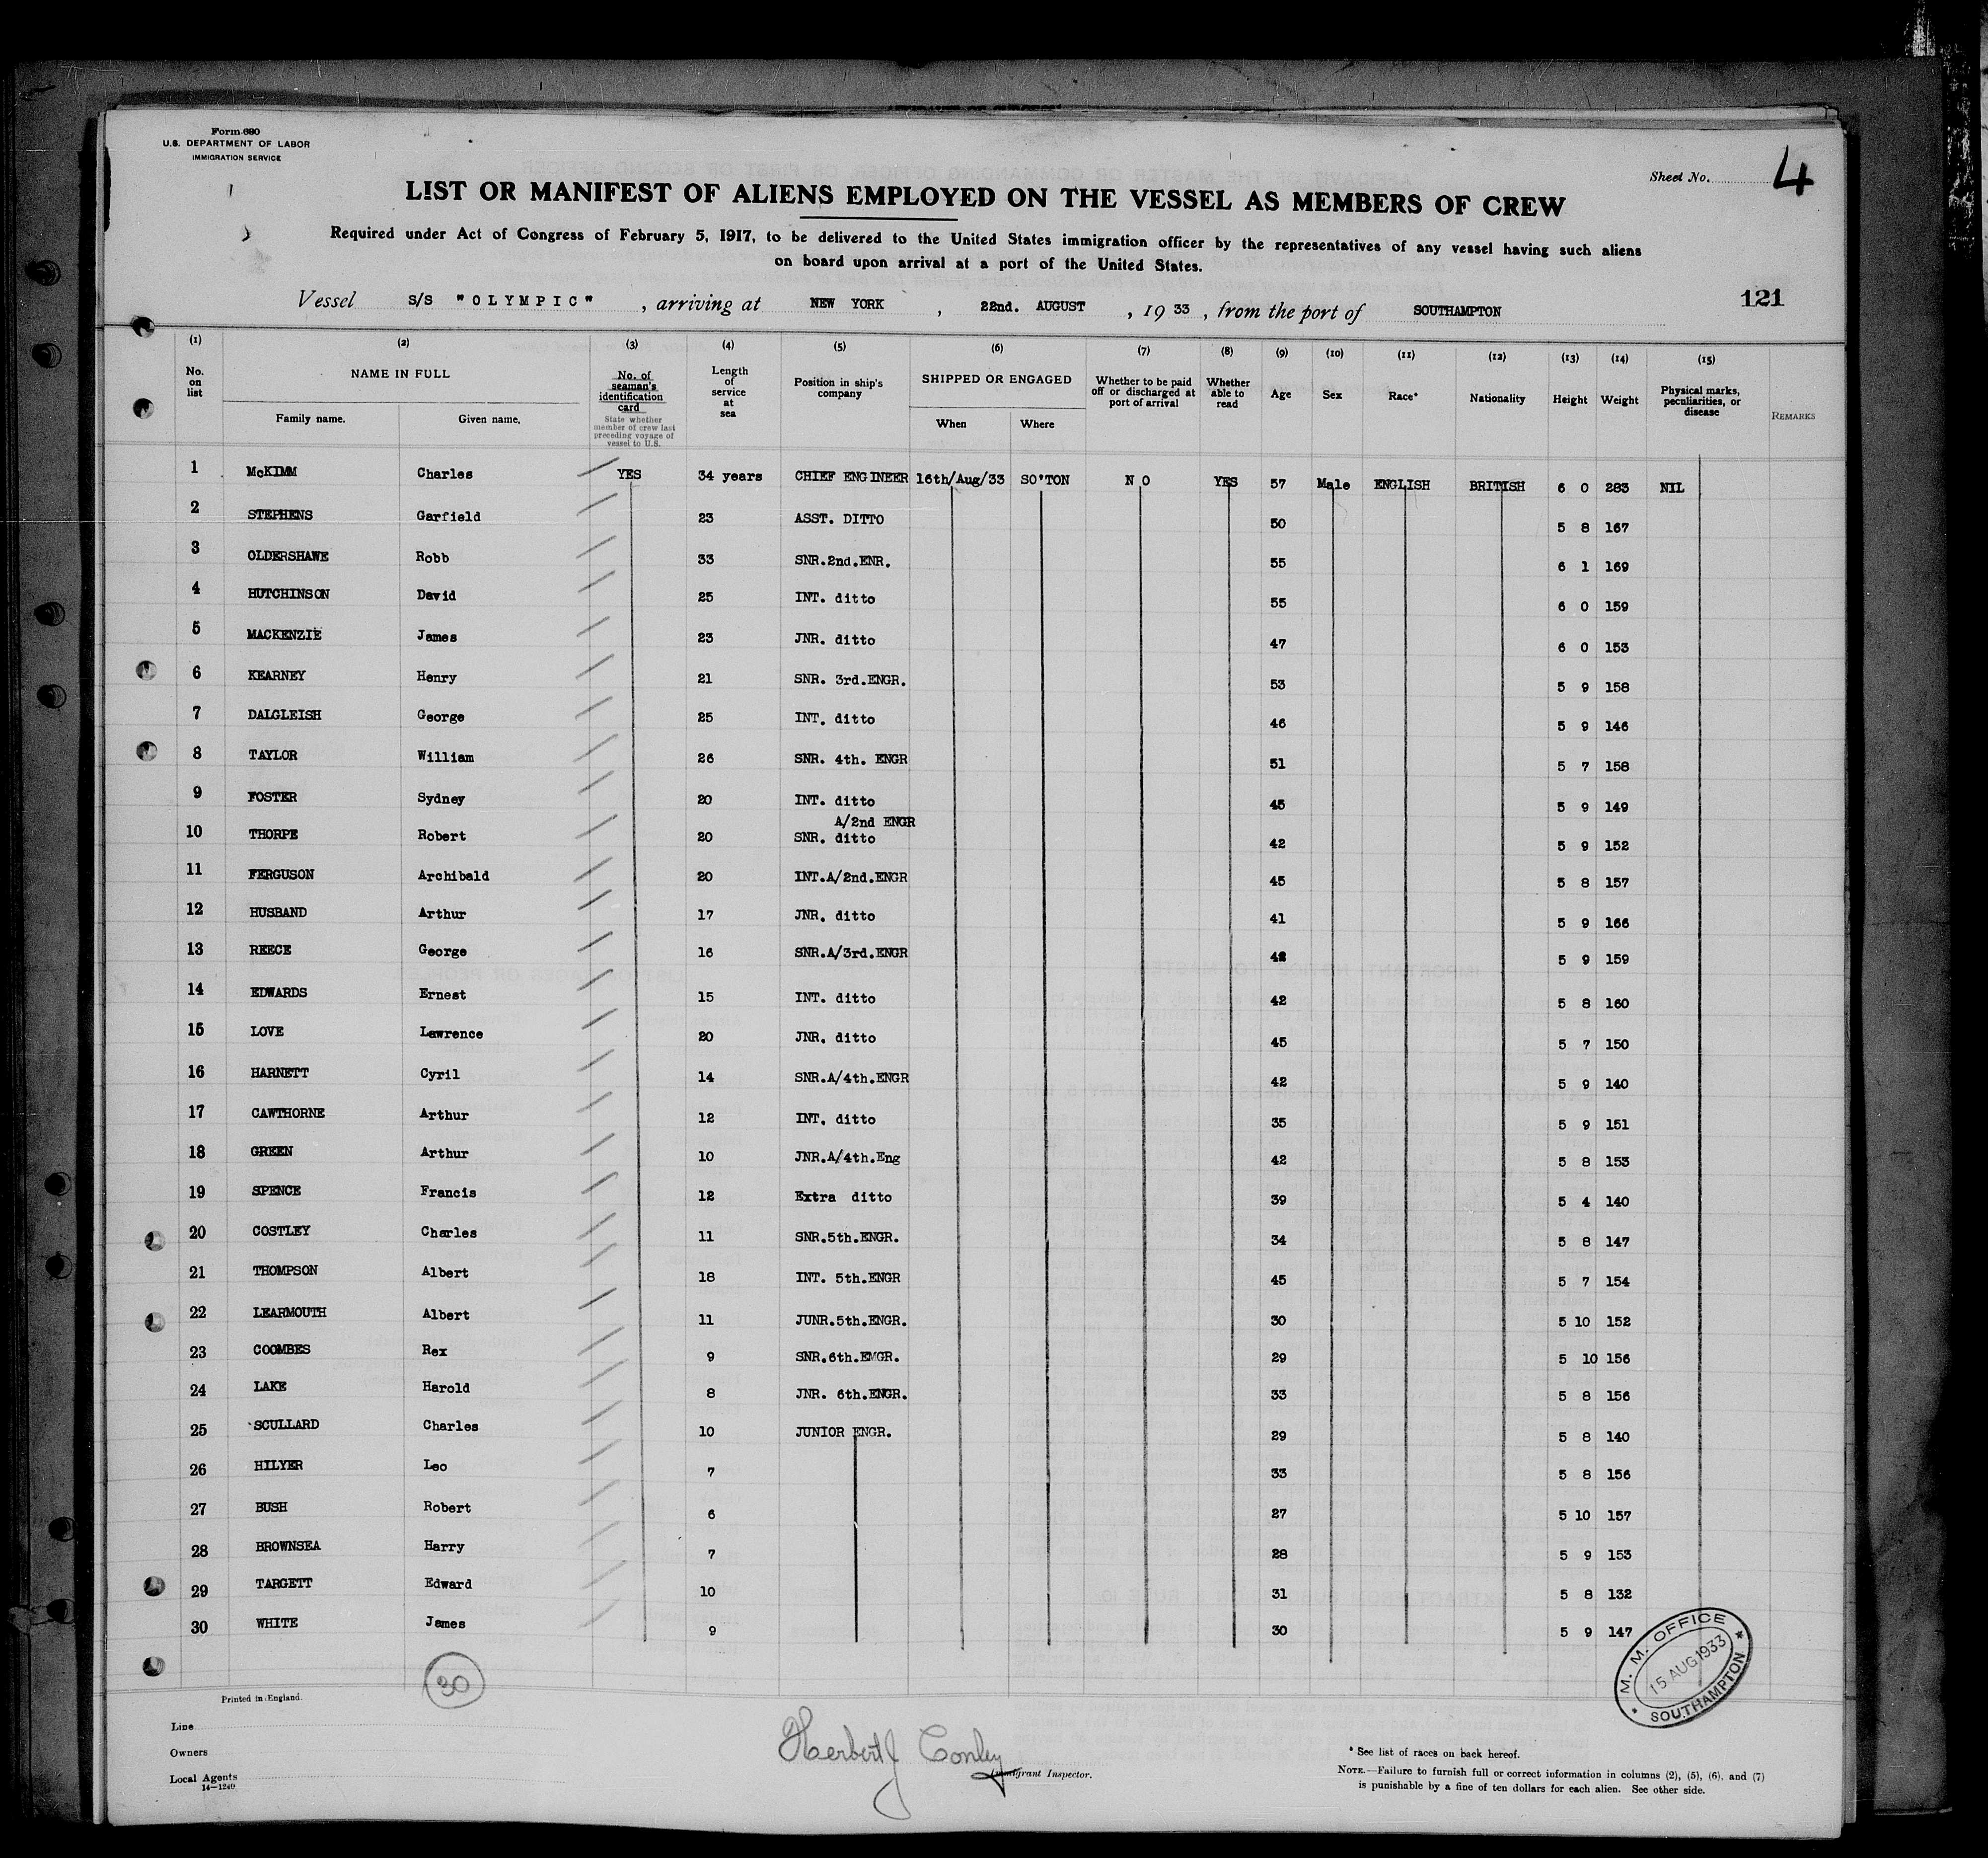 Form 680
U.S. DEPARTMENT OF LABOR
IMMIGRATION SERVICE
Sheet No. 4
LIST OR MANIFEST OF ALIENS EMPLOYED ON THE VESSEL AS MEMBERS OF CREW
Required under Act of Congress of February 5, 1917, to be delivered to the United States immigration officer by the representatives of any vessel having such aliens
on board upon arrival at a port of the United States.
Vessel S/S "OLYMPIC", arriving at NEW YORK, 22nd. AUGUST, 19 33, from the port of SOUTHAMPTON
121
(1) (2) (3) (4) (5) (6) (7) (8) (9) (10) (11) (12) (13) (14) (15)
No. on list NAME IN FULL Family name. Given name. No. of seaman's identification card State whether member of crew last preceding voyage of vessel to U.S. Length of service at sea Position in ship's company SHIPPED OR ENGAGED When Where Whether to be paid off or discharged at port of arrival Whether able to read Age Sex Race* Nationality Height Weight Physical marks, peculiarities, or disease REMARKS
1 McKIMM Charles YES 34 years CHIEF ENGINEER 16th/Aug/33 SO'TON NO YES 57 Male ENGLISH BRITISH 6 0 283 NIL
2 STEPHENS Garfield 23 ASST. DITTO 50 5 8 167
3 OLDERSHAWE Robb 33 SNR.2nd.ENR. 55 6 1 169
4 HUTCHINSON David 25 INT. ditto 55 6 0 159
5 MACKENZIE James 23 JNR. ditto 47 6 0 153
6 KEARNEY Henry 21 SNR. 3rd.ENGR. 53 5 9 158
7 DALGLEISH George 25 INT. ditto 46 5 9 146
8 TAYLOR William 26 SNR. 4th. ENGR 51 5 7 158
9 FOSTER Sydney 20 INT. ditto 45 5 9 149
A/2nd ENGR
10 THORPE Robert 20 SNR. ditto 42 5 9 152
11 FERGUSON Archibald 20 INT.A/2nd.ENGR 45 5 8 157
12 HUSBAND Arthur 17 JNR. ditto 41 5 9 166
13 REECE George 16 SNR.A/3rd.ENGR 42 5 9 159
14 EDWARDS Ernest 15 INT. ditto 42 5 8 160
15 LOVE Lawrence 20 JNR. ditto 45 5 7 150
16 HARNETT Cyril 14 SNR.A/4th.ENGR 42 5 9 140
17 CAWTHORNE Arthur 12 INT. ditto 35 5 9 151
18 GREEN Arthur 10 JNR.A/4th.Eng 42 5 8 153
19 SPENCE Francis 12 Extra ditto 39 5 4 140
20 COSTLEY Charles 11 SNR.5th.ENGR. 34 5 8 147
21 THOMPSON Albert 18 INT. 5th.ENGR 45 5 7 154
22 LEARMOUTH Albert 11 JUNR.5th.ENGR. 30 5 10 152
23 COOMBES Rex 9 SNR.6th.EMGR. 29 5 10 156
24 LAKE Harold 8 JNR. 6th.ENGR. 33 5 8 156
25 SCULLARD Charles 10 JUNIOR ENGR. 29 5 8 140
26 HILYER Leo 7 33 5 8 156
27 BUSH Robert 6 27 5 10 157
28 BROWNSEA Harry 7 28 5 9 153
29 TARGETT Edward 10 31 5 8 132
30 WHITE James 9 30 5 9 147
30
M. M. OFFICE
15 AUG 1933
SOUTHAMPTON
Printed in England.
Line
Owners
Local Agents
14—1240
Herbert J Conley
Immigrant Inspector.
* See list of races on back hereof.
NOTE.—Failure to furnish full or correct information in columns (2), (5), (6), and (7)
is punishable by a fine of ten dollars for each alien. See other side.